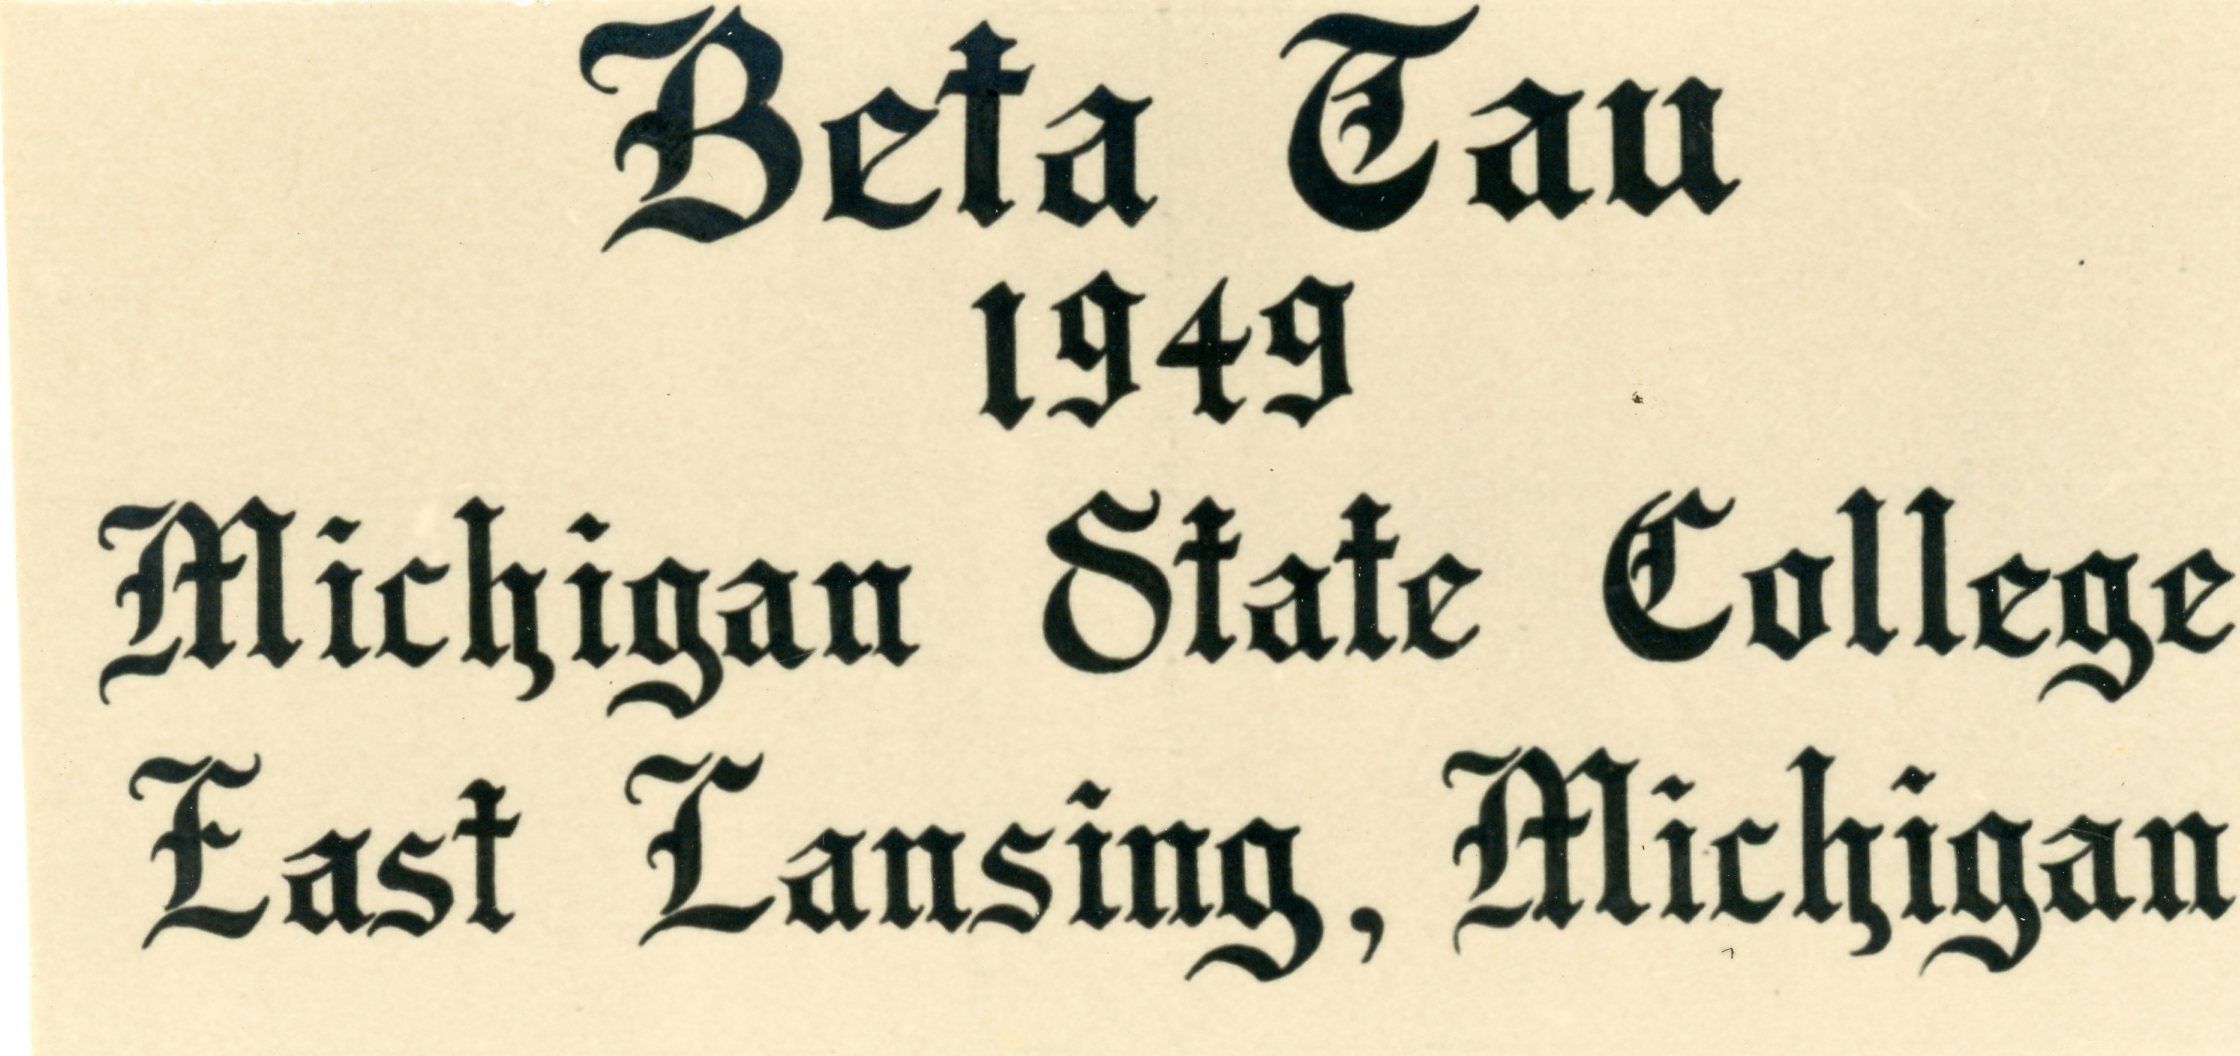 Beta Tau
1949
Michigan State College
East Lansing, Michigan